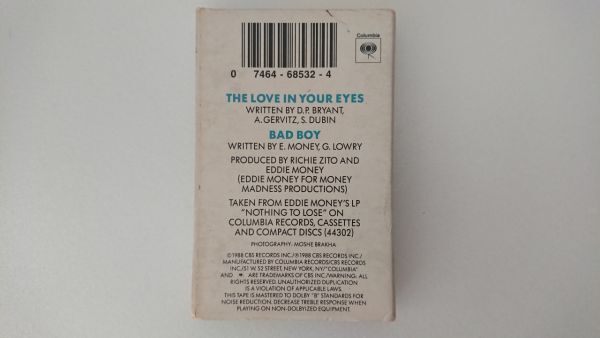 Columbia
0 7464-68532-4
THE LOVE IN YOUR EYES
WRITTEN BY D.P. BRYANT,
A. GERVITZ, S. DUBIN
BAD BOY
WRITTEN BY E. MONEY, G. LOWRY
PRODUCED BY RICHIE ZITO AND
EDDIE MONEY
(EDDIE MONEY FOR MONEY
MADNESS PRODUCTIONS)
TAKEN FROM EDDIE MONEY'S LP
"NOTHING TO LOSE" ON
COLUMBIA RECORDS, CASSETTES
AND COMPACT DISCS (44302)
PHOTOGRAPHY: MOSHE BRAKHA
©1988 CBS RECORDS INC./℗1988 CBS RECORDS INC./
MANUFACTURED BY COLUMBIA RECORDS/CBS RECORDS
INC./51 W. 52 STREET, NEW YORK, NY/"COLUMBIA"
AND ARE TRADEMARKS OF CBS INC./WARNING: ALL
RIGHTS RESERVED. UNAUTHORIZED DUPLICATION
IS A VIOLATION OF APPLICABLE LAWS.
THIS TAPE IS MASTERED TO DOLBY "B" STANDARDS FOR
NOISE REDUCTION. DECREASE TREBLE RESPONSE WHEN
PLAYING ON NON-DOLBYIZED EQUIPMENT.